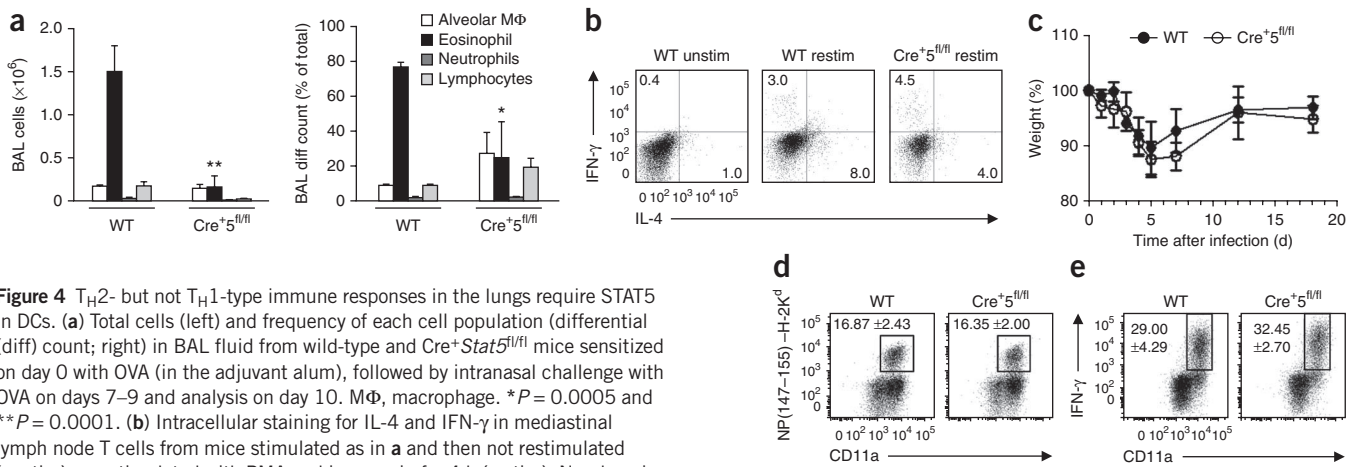 a
2.0
1.5
1.0
0.5
0
BAL cells (×10⁶)
WT
Cre⁺5ᶠˡ/ᶠˡ
**
100
80
60
40
20
0
BAL diff count (% of total)
WT
Cre⁺5ᶠˡ/ᶠˡ
*
Alveolar MΦ
Eosinophil
Neutrophils
Lymphocytes
b
WT unstim
WT restim
Cre⁺5ᶠˡ/ᶠˡ restim
0.4
1.0
3.0
8.0
4.5
4.0
10⁵
10⁴
10³
10²
0
IFN-γ
0 10² 10³ 10⁴ 10⁵
IL-4
c
WT
Cre⁺5ᶠˡ/ᶠˡ
110
100
90
80
Weight (%)
0 5 10 15 20
Time after infection (d)
d
WT
Cre⁺5ᶠˡ/ᶠˡ
16.87 ±2.43
16.35 ±2.00
10⁵
10⁴
10³
10²
0
NP(147–155) –H-2Kᵈ
0 10² 10³ 10⁴ 10⁵
CD11a
e
WT
Cre⁺5ᶠˡ/ᶠˡ
29.00
±4.29
32.45
±2.70
10⁵
10⁴
10³
10²
0
IFN-γ
0 10² 10³ 10⁴ 10⁵
CD11a
Figure 4 T_H2- but not T_H1-type immune responses in the lungs require STAT5
in DCs. (a) Total cells (left) and frequency of each cell population (differential
(diff) count; right) in BAL fluid from wild-type and Cre⁺Stat5ᶠˡ/ᶠˡ mice sensitized
on day 0 with OVA (in the adjuvant alum), followed by intranasal challenge with
OVA on days 7–9 and analysis on day 10. MΦ, macrophage. *P = 0.0005 and
**P = 0.0001. (b) Intracellular staining for IL-4 and IFN-γ in mediastinal
lymph node T cells from mice stimulated as in a and then not restimulated